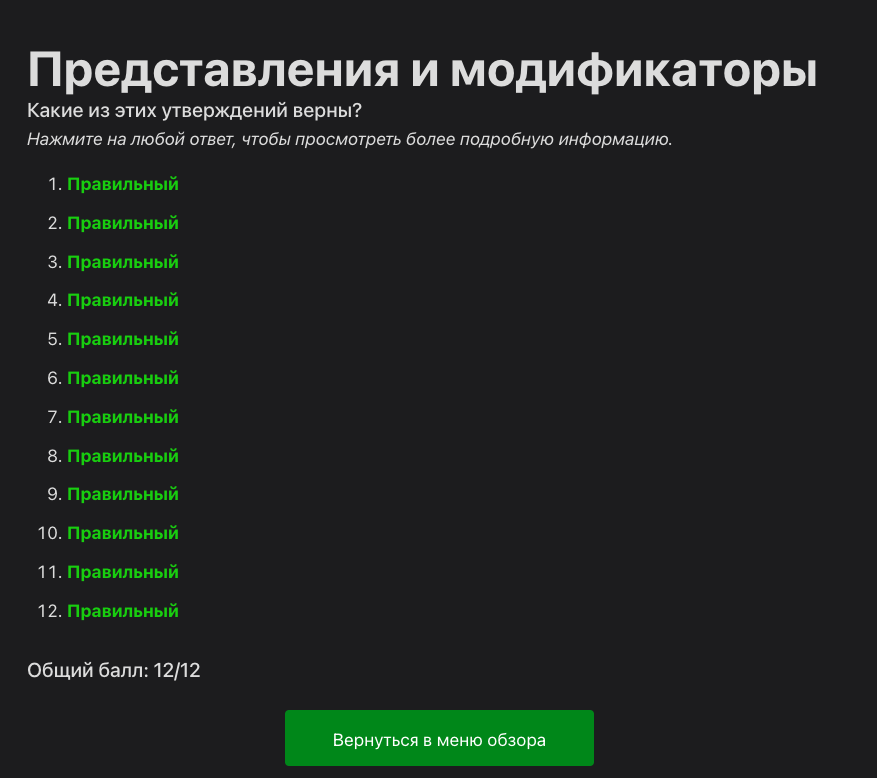 Представления и модификаторы
Какие из этих утверждений верны?
Нажмите на любой ответ, чтобы просмотреть более подробную информацию.
1. Правильный
2. Правильный
3. Правильный
4. Правильный
5. Правильный
6. Правильный
7. Правильный
8. Правильный
9. Правильный
10. Правильный
11. Правильный
12. Правильный
Общий балл: 12/12
Вернуться в меню обзора